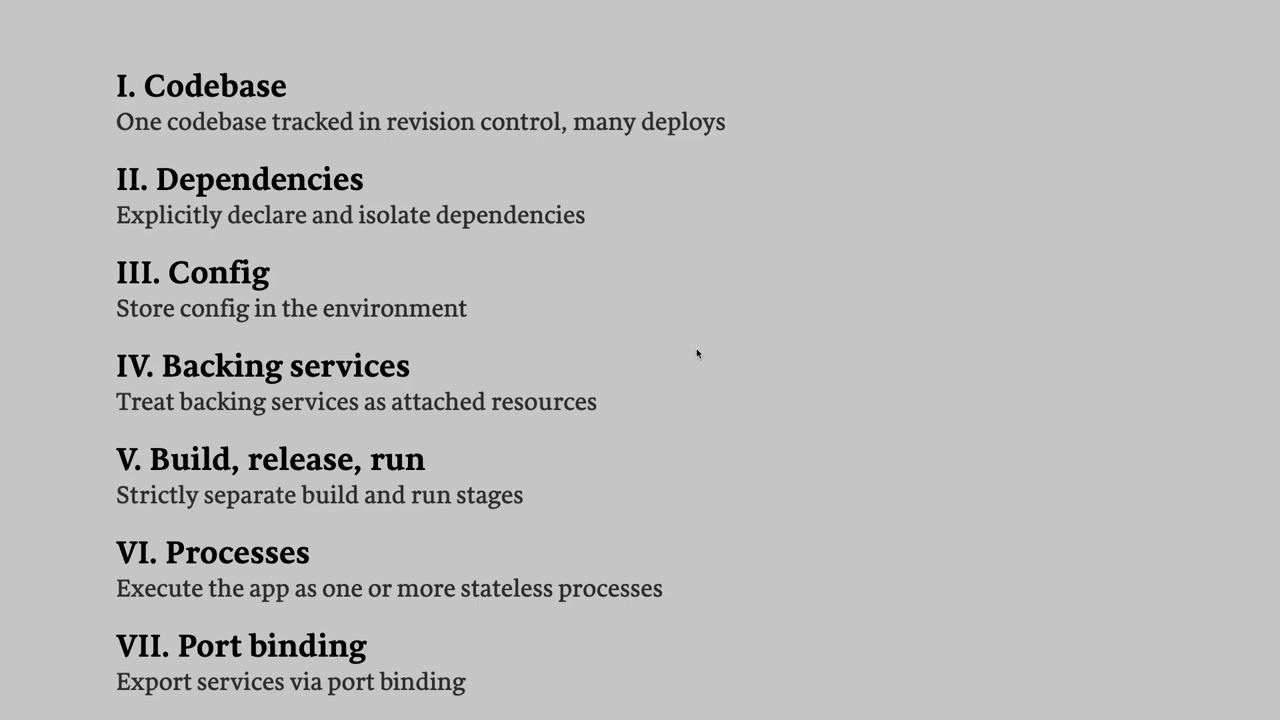 I. Codebase
One codebase tracked in revision control, many deploys
II. Dependencies
Explicitly declare and isolate dependencies
III. Config
Store config in the environment
IV. Backing services
Treat backing services as attached resources
V. Build, release, run
Strictly separate build and run stages
VI. Processes
Execute the app as one or more stateless processes
VII. Port binding
Export services via port binding